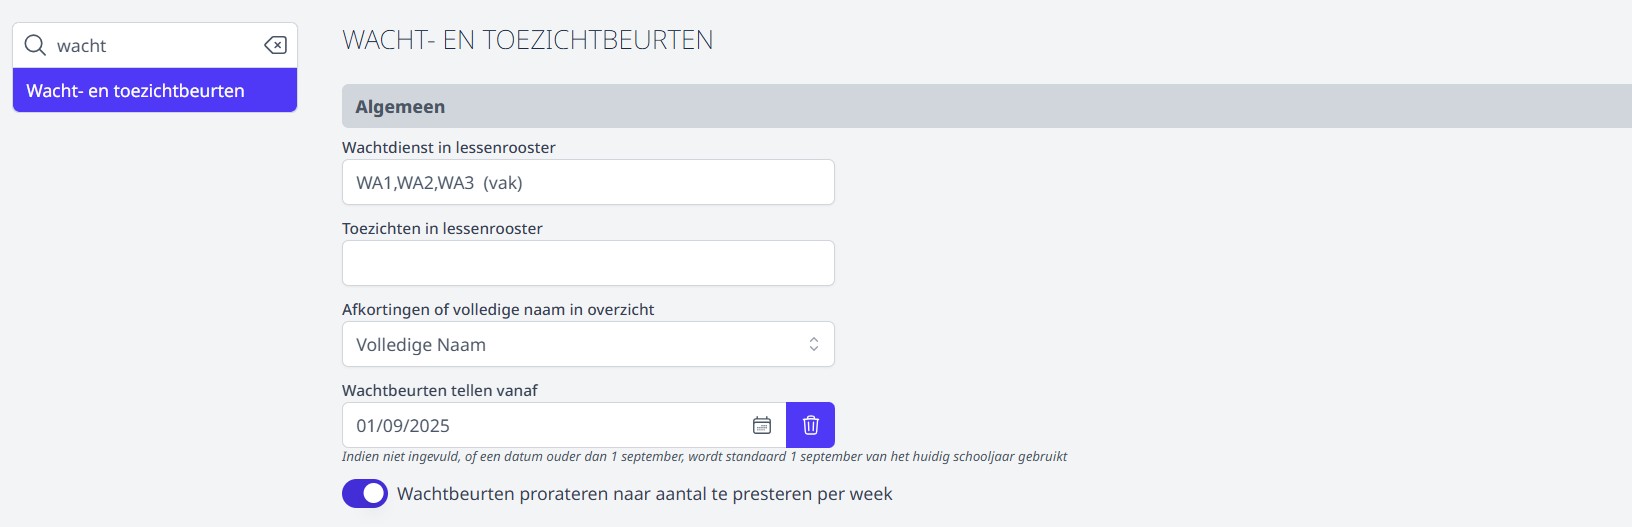 wacht
Wacht- en toezichtbeurten
WACHT- EN TOEZICHTBEURTEN
Algemeen
Wachtdienst in lessenrooster
WA1,WA2,WA3  (vak)
Toezichten in lessenrooster
Afkortingen of volledige naam in overzicht
Volledige Naam
Wachtbeurten tellen vanaf
01/09/2025
Indien niet ingevuld, of een datum ouder dan 1 september, wordt standaard 1 september van het huidig schooljaar gebruikt
Wachtbeurten prorateren naar aantal te presteren per week